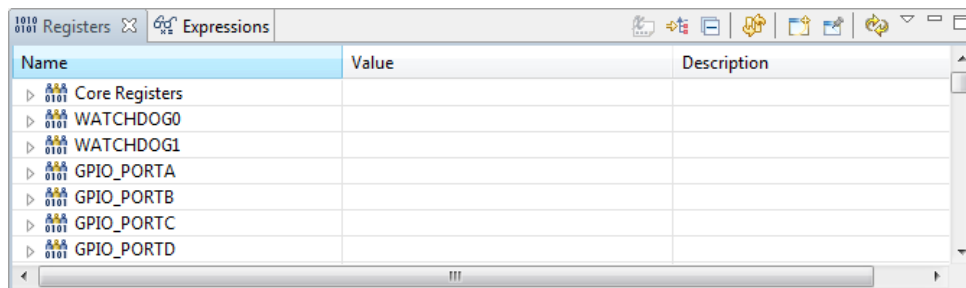 Registers Expressions
Name Value Description
Core Registers
WATCHDOG0
WATCHDOG1
GPIO_PORTA
GPIO_PORTB
GPIO_PORTC
GPIO_PORTD